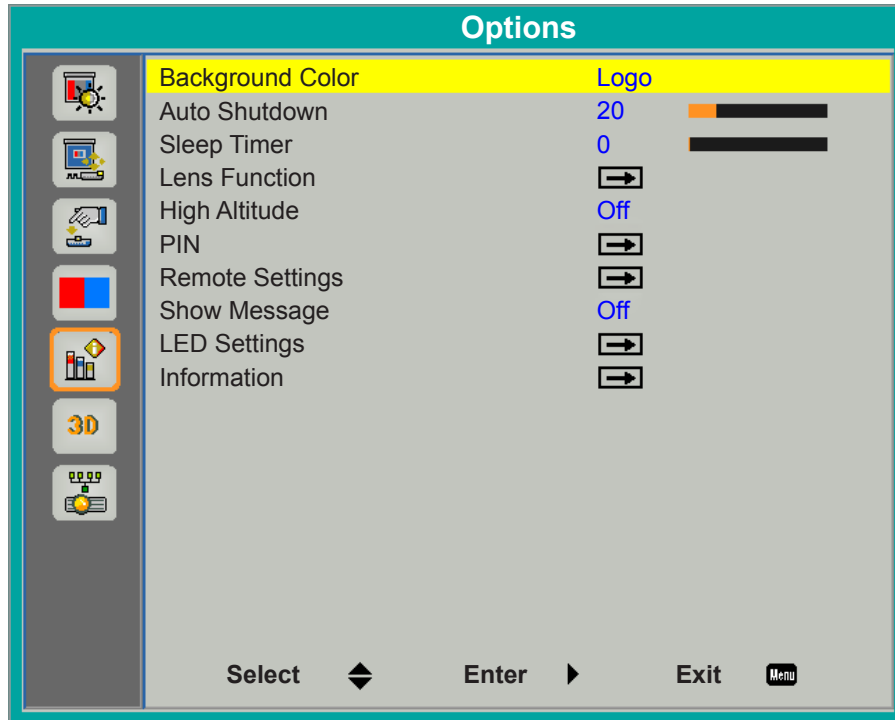 Options
Background Color Logo
Auto Shutdown 20
Sleep Timer 0
Lens Function
High Altitude Off
PIN
Remote Settings
Show Message Off
LED Settings
Information
3D
Select Enter Exit Menu